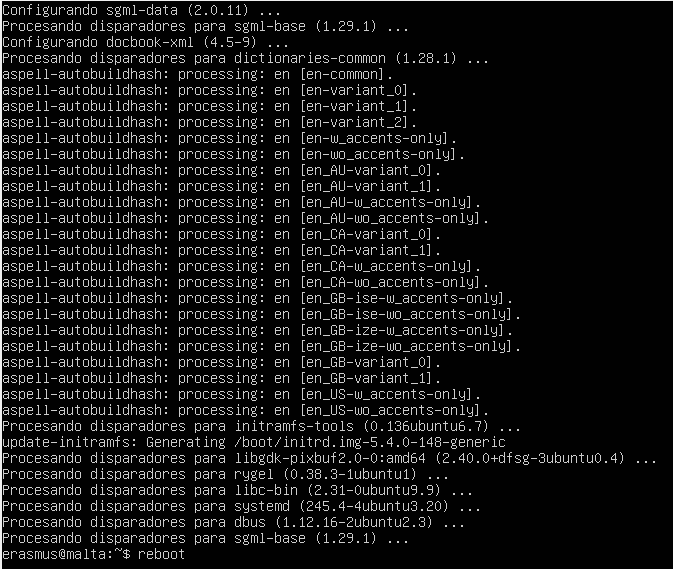 Configurando sgml-data (2.0.11) ...
Procesando disparadores para sgml-base (1.29.1) ...
Configurando docbook-xml (4.5-9) ...
Procesando disparadores para dictionaries-common (1.28.1) ...
aspell-autobuildhash: processing: en [en-common].
aspell-autobuildhash: processing: en [en-variant_0].
aspell-autobuildhash: processing: en [en-variant_1].
aspell-autobuildhash: processing: en [en-variant_2].
aspell-autobuildhash: processing: en [en-w_accents-only].
aspell-autobuildhash: processing: en [en-wo_accents-only].
aspell-autobuildhash: processing: en [en_AU-variant_0].
aspell-autobuildhash: processing: en [en_AU-variant_1].
aspell-autobuildhash: processing: en [en_AU-w_accents-only].
aspell-autobuildhash: processing: en [en_AU-wo_accents-only].
aspell-autobuildhash: processing: en [en_CA-variant_0].
aspell-autobuildhash: processing: en [en_CA-variant_1].
aspell-autobuildhash: processing: en [en_CA-w_accents-only].
aspell-autobuildhash: processing: en [en_CA-wo_accents-only].
aspell-autobuildhash: processing: en [en_GB-ise-w_accents-only].
aspell-autobuildhash: processing: en [en_GB-ise-wo_accents-only].
aspell-autobuildhash: processing: en [en_GB-ize-w_accents-only].
aspell-autobuildhash: processing: en [en_GB-ize-wo_accents-only].
aspell-autobuildhash: processing: en [en_GB-variant_0].
aspell-autobuildhash: processing: en [en_GB-variant_1].
aspell-autobuildhash: processing: en [en_US-w_accents-only].
aspell-autobuildhash: processing: en [en_US-wo_accents-only].
Procesando disparadores para initramfs-tools (0.136ubuntu6.7) ...
update-initramfs: Generating /boot/initrd.img-5.4.0-148-generic
Procesando disparadores para libgdk-pixbuf2.0-0:amd64 (2.40.0+dfsg-3ubuntu0.4) ...
Procesando disparadores para rygel (0.38.3-1ubuntu1) ...
Procesando disparadores para libc-bin (2.31-0ubuntu9.9) ...
Procesando disparadores para systemd (245.4-4ubuntu3.20) ...
Procesando disparadores para dbus (1.12.16-2ubuntu2.3) ...
Procesando disparadores para sgml-base (1.29.1) ...
erasmus@malta:~$ reboot